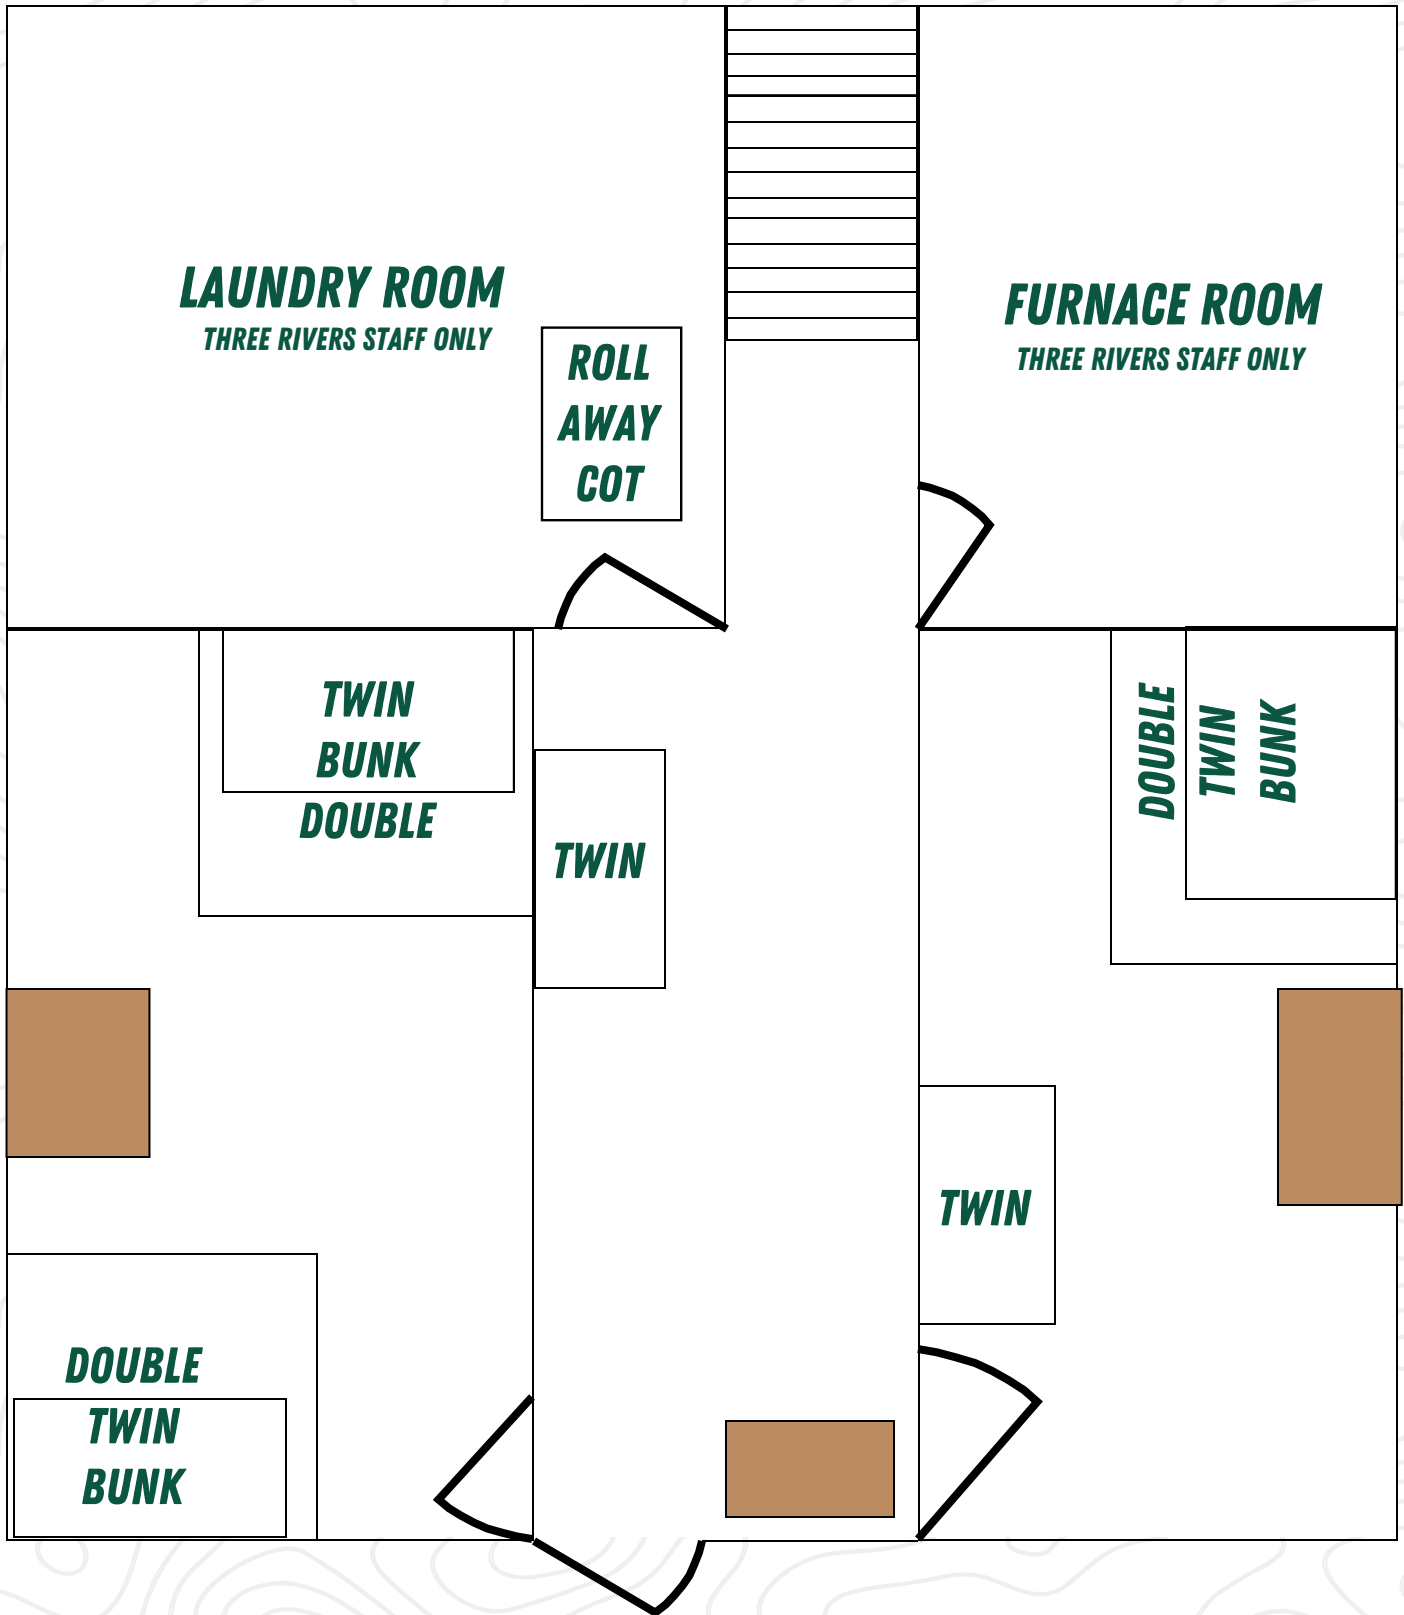 LAUNDRY ROOM
THREE RIVERS STAFF ONLY
FURNACE ROOM
THREE RIVERS STAFF ONLY
ROLL
AWAY
COT
TWIN
BUNK
DOUBLE
TWIN
DOUBLE
TWIN
BUNK
TWIN
DOUBLE
TWIN
BUNK